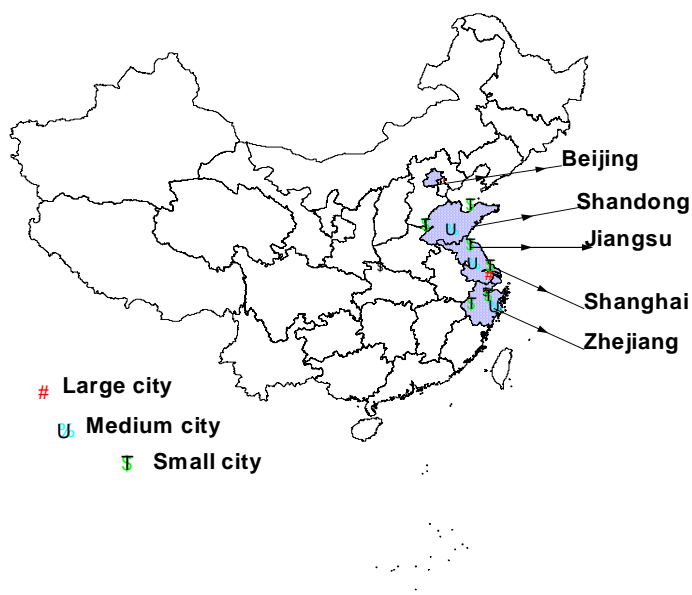 Beijing
Shandong
Jiangsu
Shanghai
Zhejiang
# Large city
U Medium city
T Small city